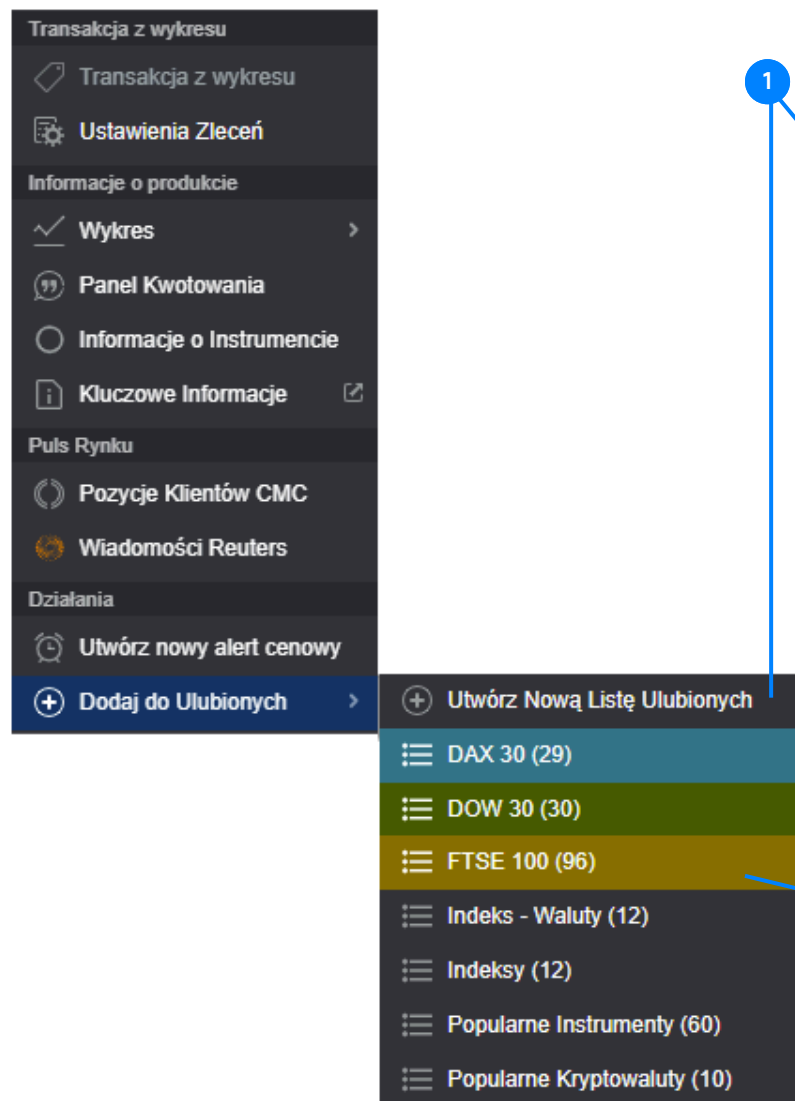 Transakcja z wykresu
Transakcja z wykresu
Ustawienia Zleceń
Informacje o produkcie
Wykres
Panel Kwotowania
Informacje o Instrumencie
Kluczowe Informacje
Puls Rynku
Pozycje Klientów CMC
Wiadomości Reuters
Działania
Utwórz nowy alert cenowy
Dodaj do Ulubionych
1
Utwórz Nową Listę Ulubionych
DAX 30 (29)
DOW 30 (30)
FTSE 100 (96)
Indeks - Waluty (12)
Indeksy (12)
Popularne Instrumenty (60)
Popularne Kryptowaluty (10)